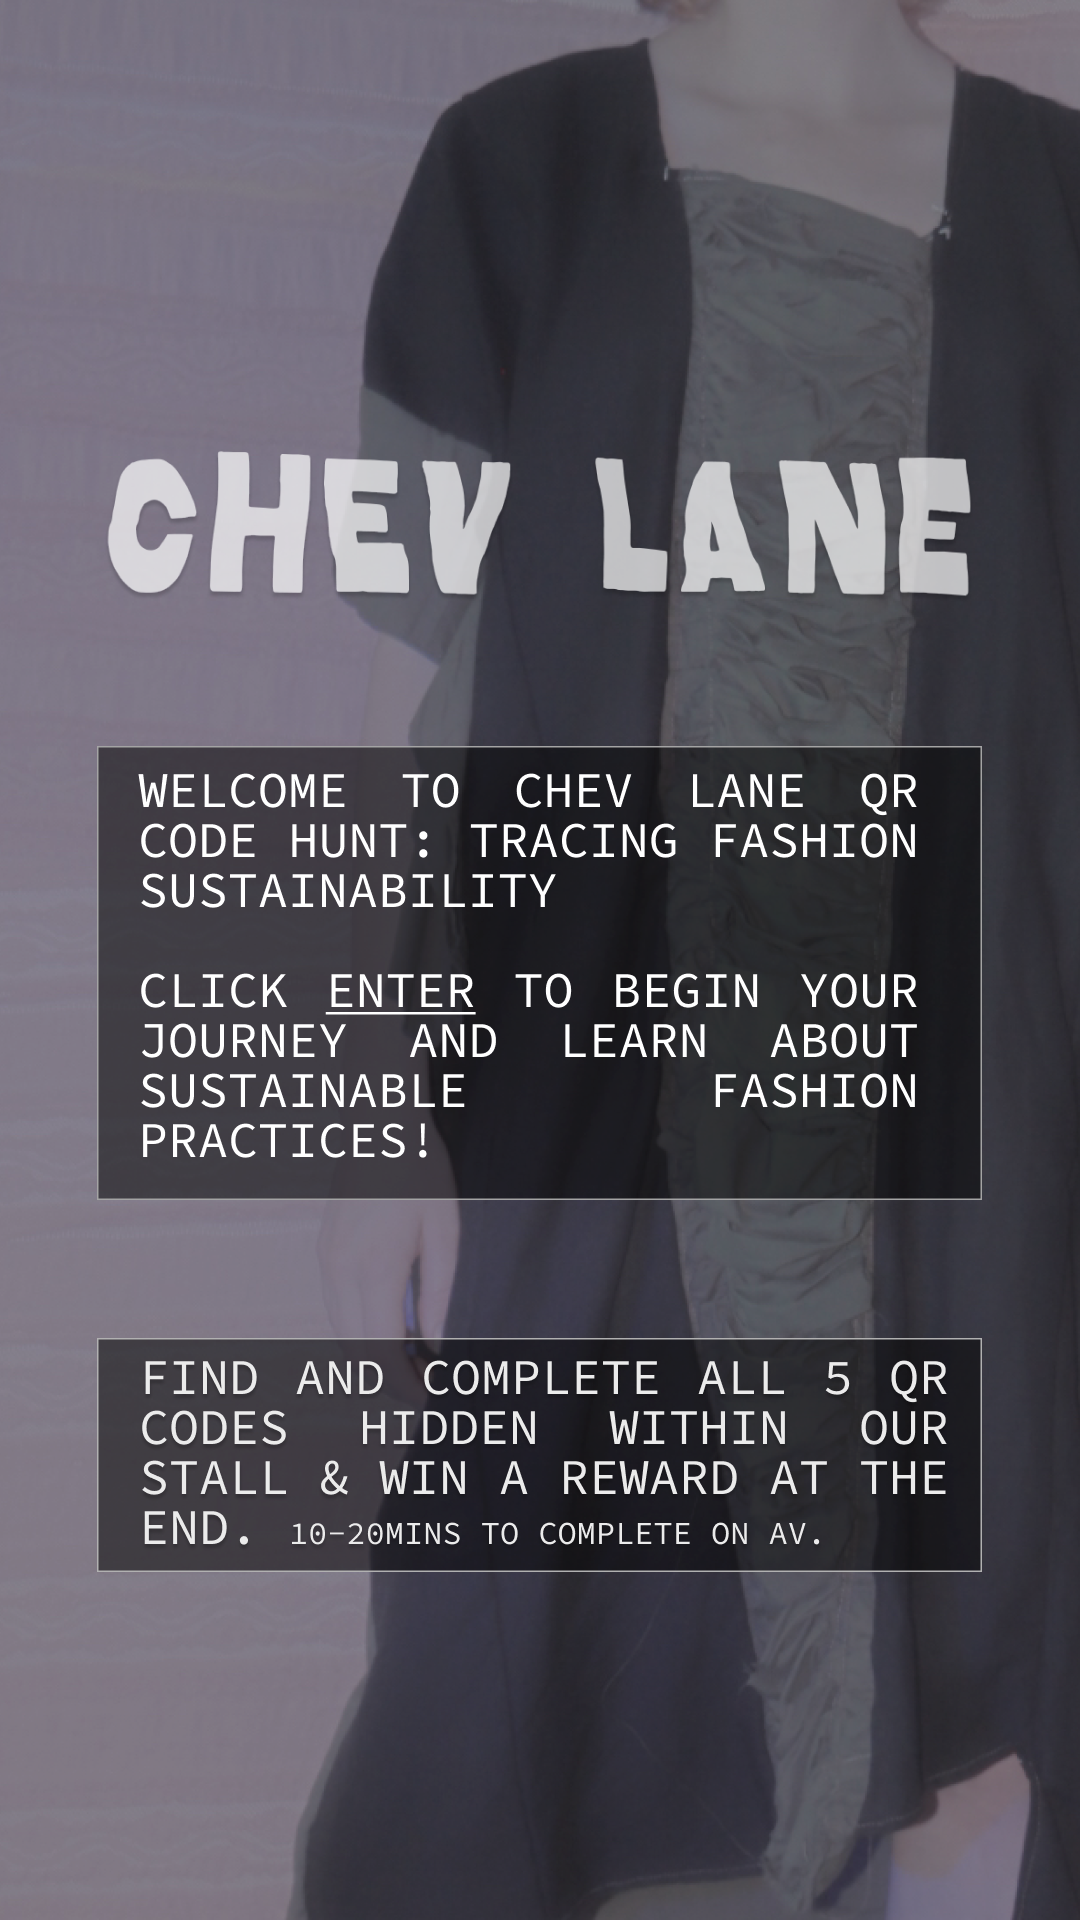 CHEV LANE
WELCOME TO CHEV LANE QR
CODE HUNT: TRACING FASHION
SUSTAINABILITY
CLICK ENTER TO BEGIN YOUR
JOURNEY AND LEARN ABOUT
SUSTAINABLE FASHION
PRACTICES!
FIND AND COMPLETE ALL 5 QR
CODES HIDDEN WITHIN OUR
STALL & WIN A REWARD AT THE
END. 10-20MINS TO COMPLETE ON AV.